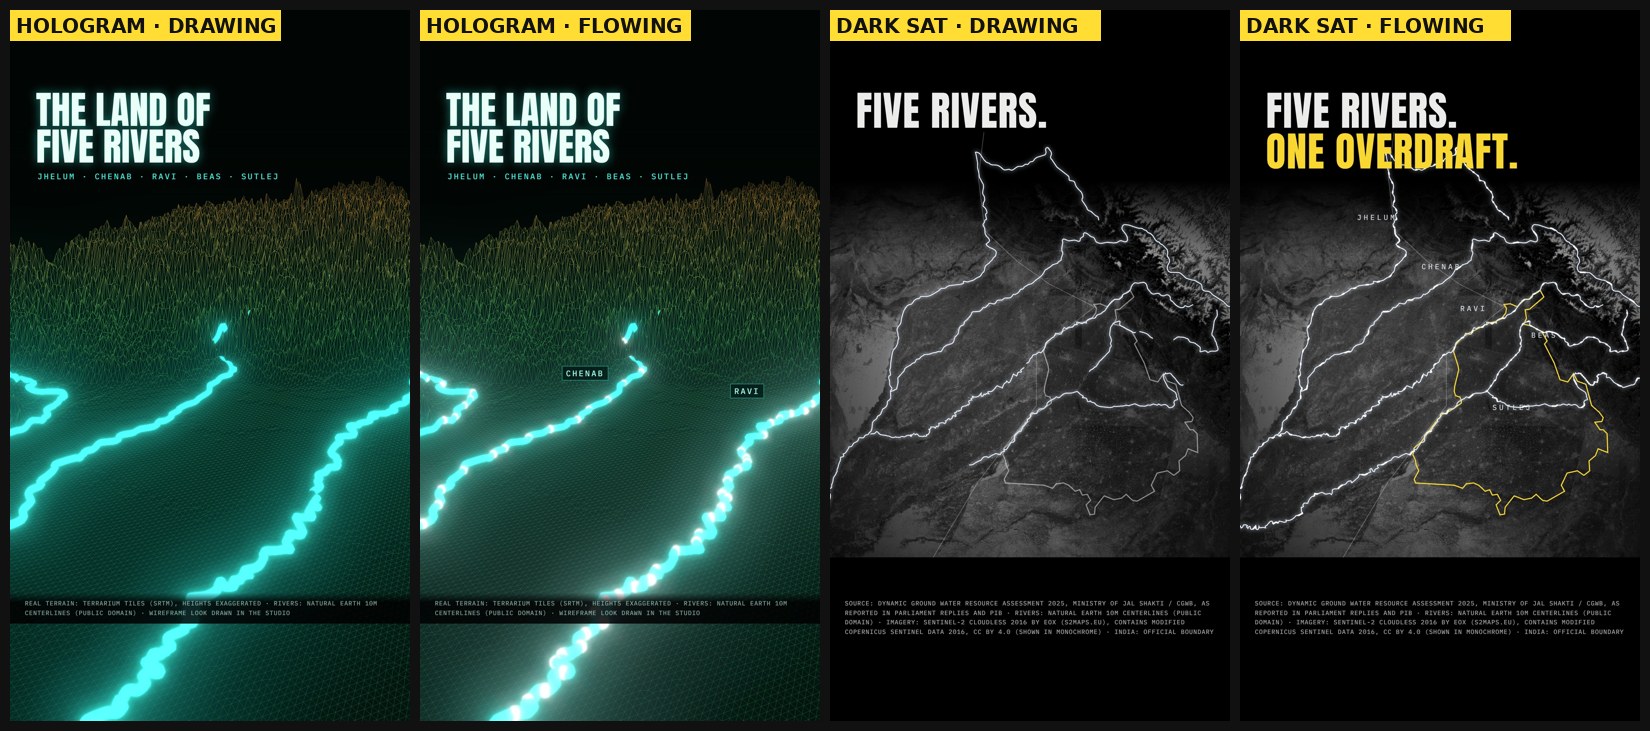 HOLOGRAM · DRAWING
THE LAND OF
FIVE RIVERS
JHELUM · CHENAB · RAVI · BEAS · SUTLEJ
REAL TERRAIN: TERRARIUM TILES (SRTM), HEIGHTS EXAGGERATED · RIVERS: NATURAL EARTH 10M
CENTERLINES (PUBLIC DOMAIN) · WIREFRAME LOOK DRAWN IN THE STUDIO
HOLOGRAM · FLOWING
THE LAND OF
FIVE RIVERS
JHELUM · CHENAB · RAVI · BEAS · SUTLEJ
CHENAB
RAVI
REAL TERRAIN: TERRARIUM TILES (SRTM), HEIGHTS EXAGGERATED · RIVERS: NATURAL EARTH 10M
CENTERLINES (PUBLIC DOMAIN) · WIREFRAME LOOK DRAWN IN THE STUDIO
DARK SAT · DRAWING
FIVE RIVERS.
SOURCE: DYNAMIC GROUND WATER RESOURCE ASSESSMENT 2025, MINISTRY OF JAL SHAKTI / CGWB, AS
REPORTED IN PARLIAMENT REPLIES AND PIB · RIVERS: NATURAL EARTH 10M CENTERLINES (PUBLIC
DOMAIN) · IMAGERY: SENTINEL-2 CLOUDLESS 2016 BY EOX (S2MAPS.EU), CONTAINS MODIFIED
COPERNICUS SENTINEL DATA 2016, CC BY 4.0 (SHOWN IN MONOCHROME) · INDIA: OFFICIAL BOUNDARY
DARK SAT · FLOWING
FIVE RIVERS.
ONE OVERDRAFT.
JHELUM
CHENAB
RAVI
BEAS
SUTLEJ
SOURCE: DYNAMIC GROUND WATER RESOURCE ASSESSMENT 2025, MINISTRY OF JAL SHAKTI / CGWB, AS
REPORTED IN PARLIAMENT REPLIES AND PIB · RIVERS: NATURAL EARTH 10M CENTERLINES (PUBLIC
DOMAIN) · IMAGERY: SENTINEL-2 CLOUDLESS 2016 BY EOX (S2MAPS.EU), CONTAINS MODIFIED
COPERNICUS SENTINEL DATA 2016, CC BY 4.0 (SHOWN IN MONOCHROME) · INDIA: OFFICIAL BOUNDARY